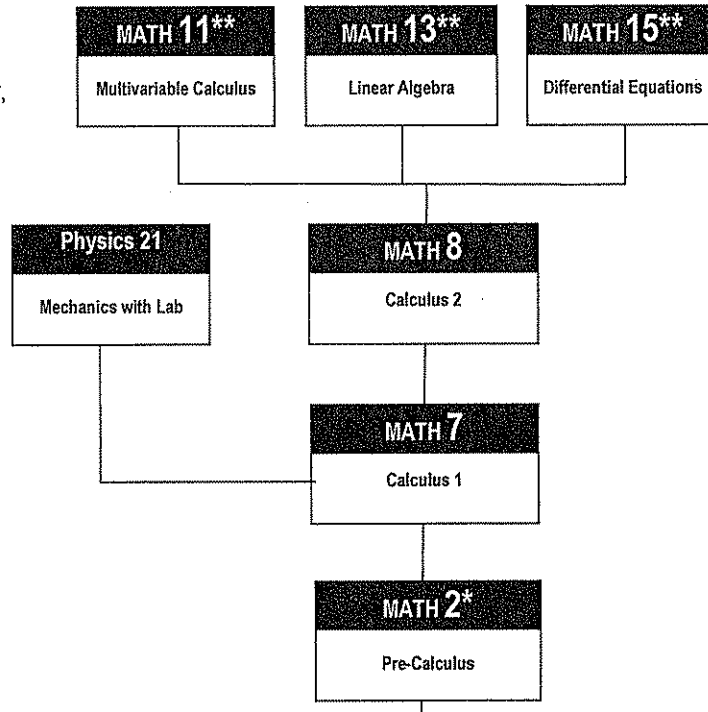 MATH 11** MATH 13** MATH 15**
Multivariable Calculus Linear Algebra Differential Equations
Physics 21 MATH 8
Mechanics with Lab Calculus 2
MATH 7
Calculus 1
MATH 2*
Pre-Calculus